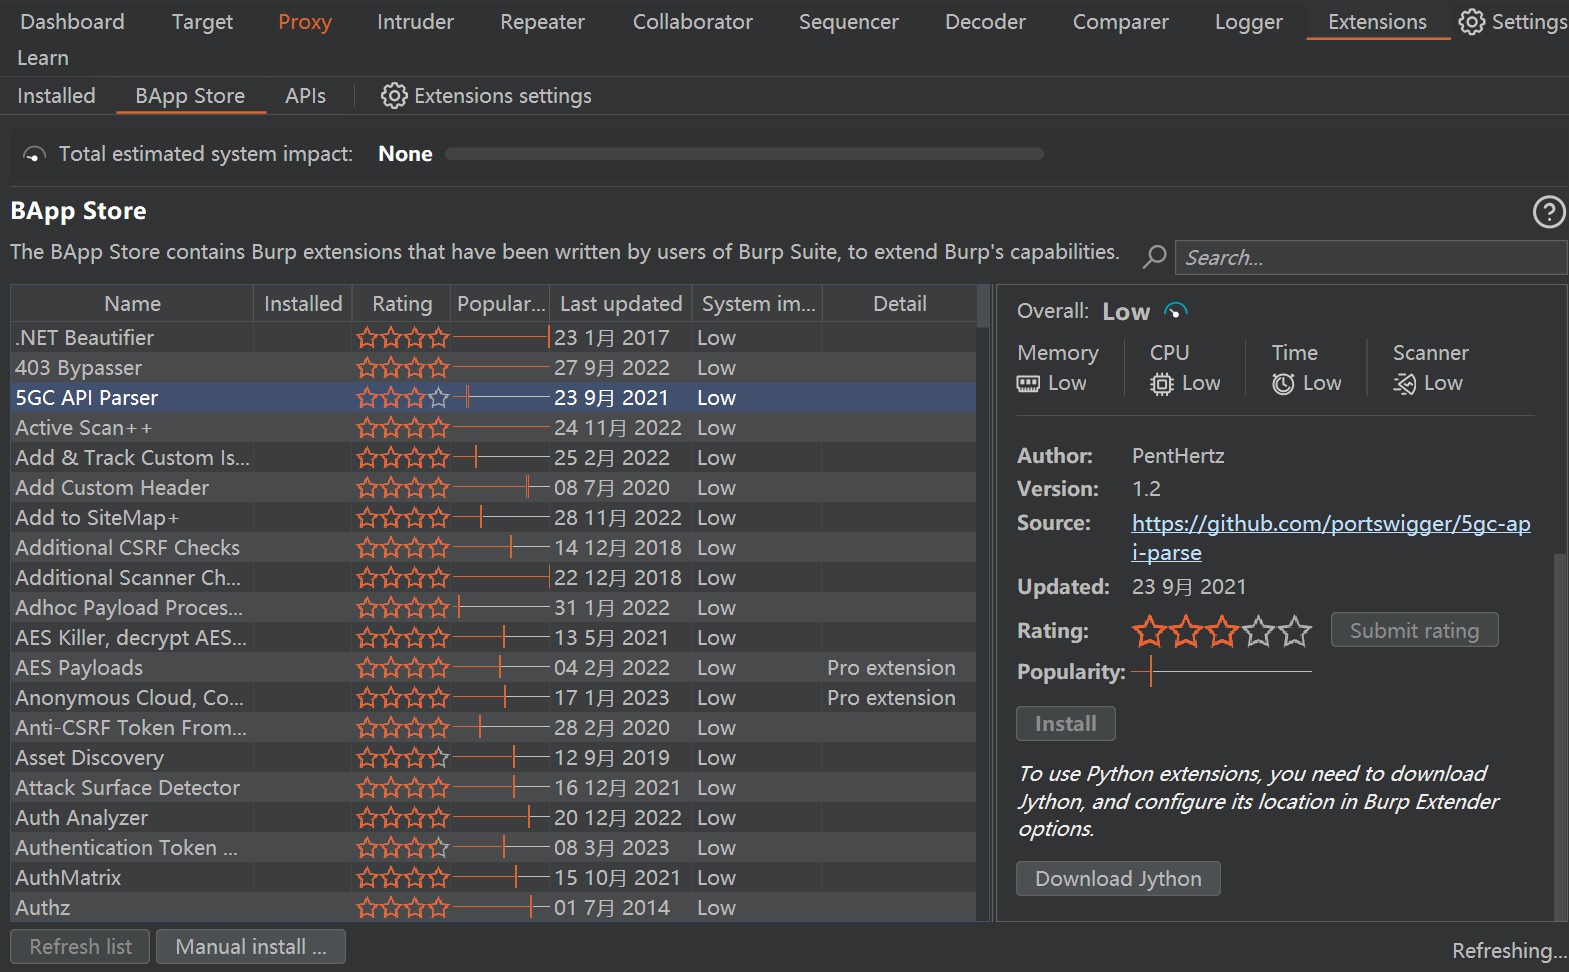 Dashboard Target Proxy Intruder Repeater Collaborator Sequencer Decoder Comparer Logger Extensions Settings
Learn
Installed BApp Store APIs Extensions settings
Total estimated system impact: None
BApp Store
The BApp Store contains Burp extensions that have been written by users of Burp Suite, to extend Burp's capabilities.
Search...
Name Installed Rating Popular... Last updated System im... Detail
.NET Beautifier 23 1月 2017 Low
403 Bypasser 27 9月 2022 Low
5GC API Parser 23 9月 2021 Low
Active Scan++ 24 11月 2022 Low
Add & Track Custom Is... 25 2月 2022 Low
Add Custom Header 08 7月 2020 Low
Add to SiteMap+ 28 11月 2022 Low
Additional CSRF Checks 14 12月 2018 Low
Additional Scanner Ch... 22 12月 2018 Low
Adhoc Payload Proces... 31 1月 2022 Low
AES Killer, decrypt AES... 13 5月 2021 Low
AES Payloads 04 2月 2022 Low Pro extension
Anonymous Cloud, Co... 17 1月 2023 Low Pro extension
Anti-CSRF Token From... 28 2月 2020 Low
Asset Discovery 12 9月 2019 Low
Attack Surface Detector 16 12月 2021 Low
Auth Analyzer 20 12月 2022 Low
Authentication Token ... 08 3月 2023 Low
AuthMatrix 15 10月 2021 Low
Authz 01 7月 2014 Low
Overall: Low
Memory CPU Time Scanner
Low Low Low Low
Author: PentHertz
Version: 1.2
Source: https://github.com/portswigger/5gc-ap
i-parse
Updated: 23 9月 2021
Rating: Submit rating
Popularity:
Install
To use Python extensions, you need to download
Jython, and configure its location in Burp Extender
options.
Download Jython
Refresh list Manual install ...
Refreshing...